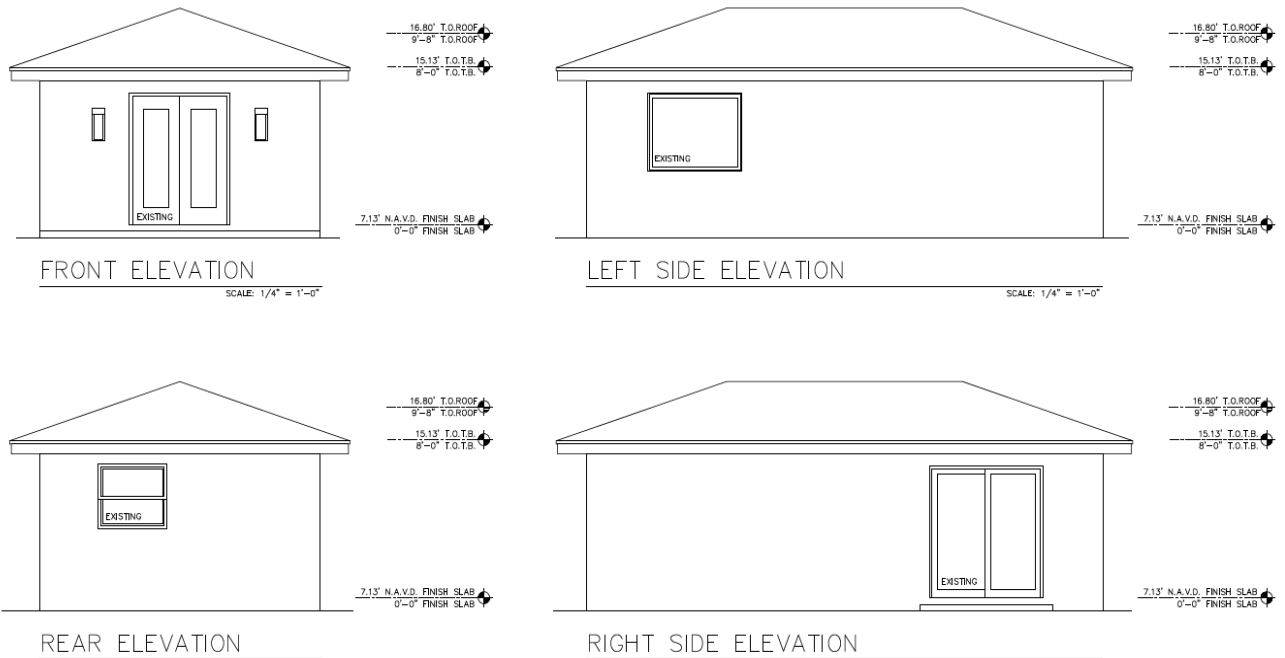 16.80' T.O.ROOF
9'-8" T.O.ROOF
15.13' T.O.T.B.
8'-0" T.O.T.B.
EXISTING
7.13' N.A.V.D. FINISH SLAB
0'-0" FINISH SLAB
FRONT ELEVATION
SCALE: 1/4" = 1'-0"
16.80' T.O.ROOF
9'-8" T.O.ROOF
15.13' T.O.T.B.
8'-0" T.O.T.B.
EXISTING
7.13' N.A.V.D. FINISH SLAB
0'-0" FINISH SLAB
LEFT SIDE ELEVATION
SCALE: 1/4" = 1'-0"
16.80' T.O.ROOF
9'-8" T.O.ROOF
15.13' T.O.T.B.
8'-0" T.O.T.B.
EXISTING
7.13' N.A.V.D. FINISH SLAB
0'-0" FINISH SLAB
REAR ELEVATION
16.80' T.O.ROOF
9'-8" T.O.ROOF
15.13' T.O.T.B.
8'-0" T.O.T.B.
EXISTING
7.13' N.A.V.D. FINISH SLAB
0'-0" FINISH SLAB
RIGHT SIDE ELEVATION